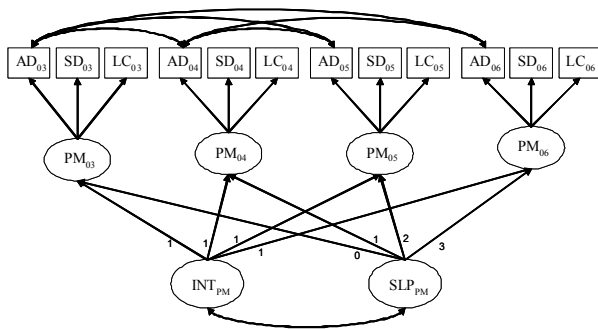 AD03 SD03 LC03 AD04 SD04 LC04 AD05 SD05 LC05 AD06 SD06 LC06
PM03 PM04 PM05 PM06
1 1 1 1 0 1 2 3
INTPM SLPPM